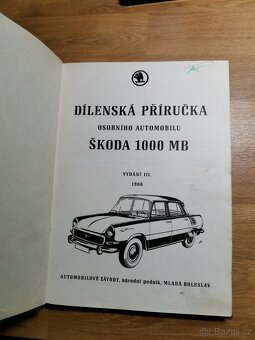 DÍLENSKÁ PŘÍRUČKA
OSOBNÍHO AUTOMOBILU
ŠKODA 1000 MB
VYDÁNÍ III.
1968
AUTOMOBILOVÉ ZÁVODY, národní podnik, MLADÁ BOLESLAV